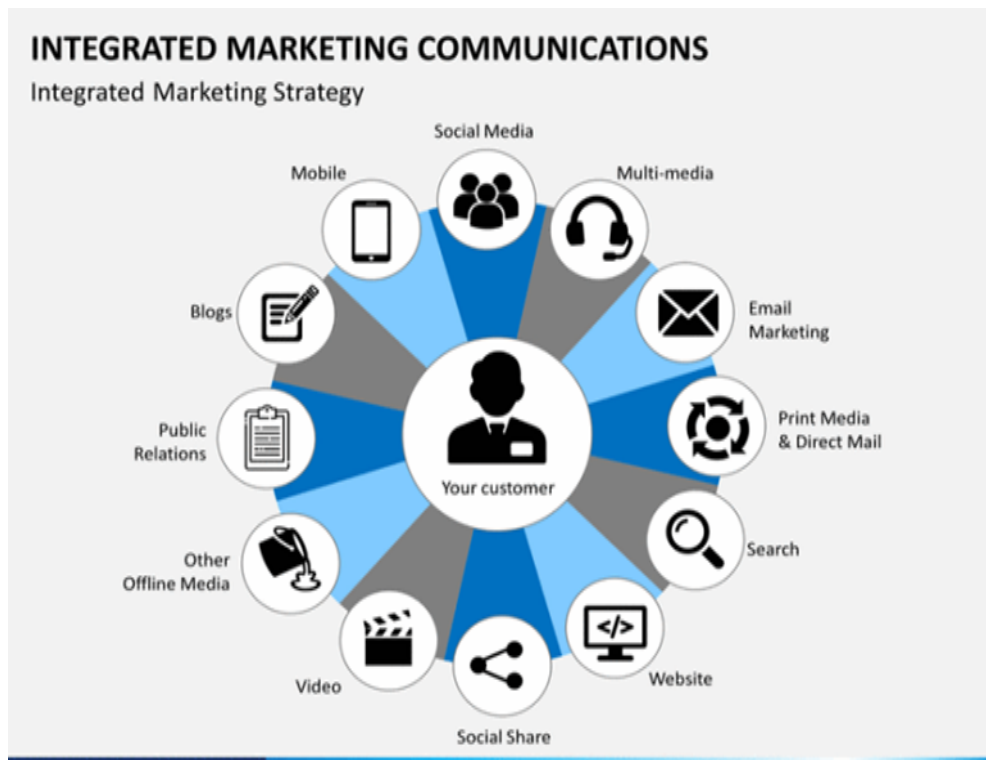 INTEGRATED MARKETING COMMUNICATIONS
Integrated Marketing Strategy
Social Media
Mobile
Multi-media
Blogs
Email
Marketing
Public
Relations
Print Media
& Direct Mail
Your customer
Other
Offline Media
Search
</>
Video
Website
Social Share